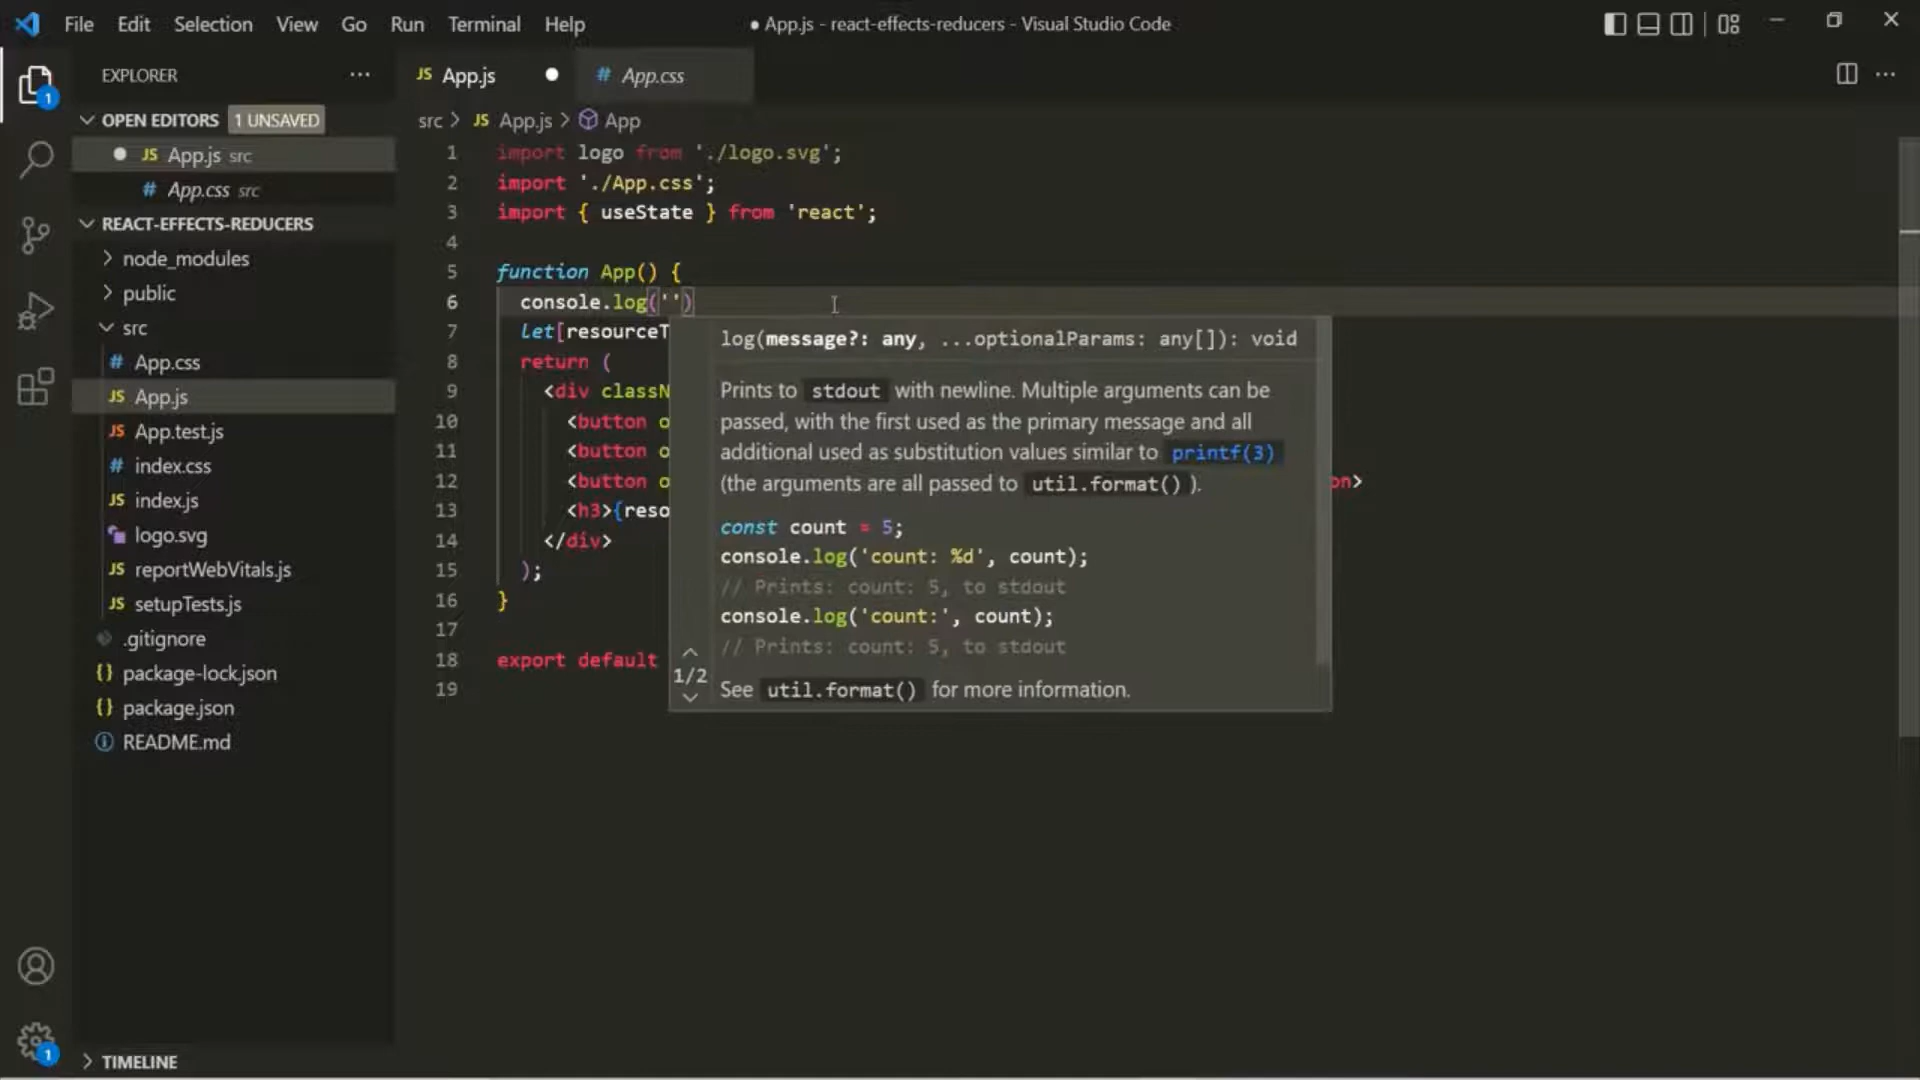 File Edit Selection View Go Run Terminal Help
● App.js - react-effects-reducers - Visual Studio Code
EXPLORER
JS App.js
# App.css
OPEN EDITORS 1 UNSAVED
JS App.js src
# App.css src
REACT-EFFECTS-REDUCERS
node_modules
public
src
# App.css
JS App.js
JS App.test.js
# index.css
JS index.js
logo.svg
JS reportWebVitals.js
JS setupTests.js
.gitignore
{} package-lock.json
{} package.json
README.md
TIMELINE
1
1
src > JS App.js > App
1 import logo from './logo.svg';
2 import './App.css';
3 import { useState } from 'react';
4
5 function App() {
6 console.log('')
7 let[resourceT
8 return (
9 <div classN
10 <button o
11 <button o
12 <button o on>
13 <h3>{reso
14 </div>
15 );
16 }
17
18 export default
19
log(message?: any, ...optionalParams: any[]): void
Prints to stdout with newline. Multiple arguments can be
passed, with the first used as the primary message and all
additional used as substitution values similar to printf(3)
(the arguments are all passed to util.format() ).
const count = 5;
console.log('count: %d', count);
// Prints: count: 5, to stdout
console.log('count:', count);
// Prints: count: 5, to stdout
1/2
See util.format() for more information.